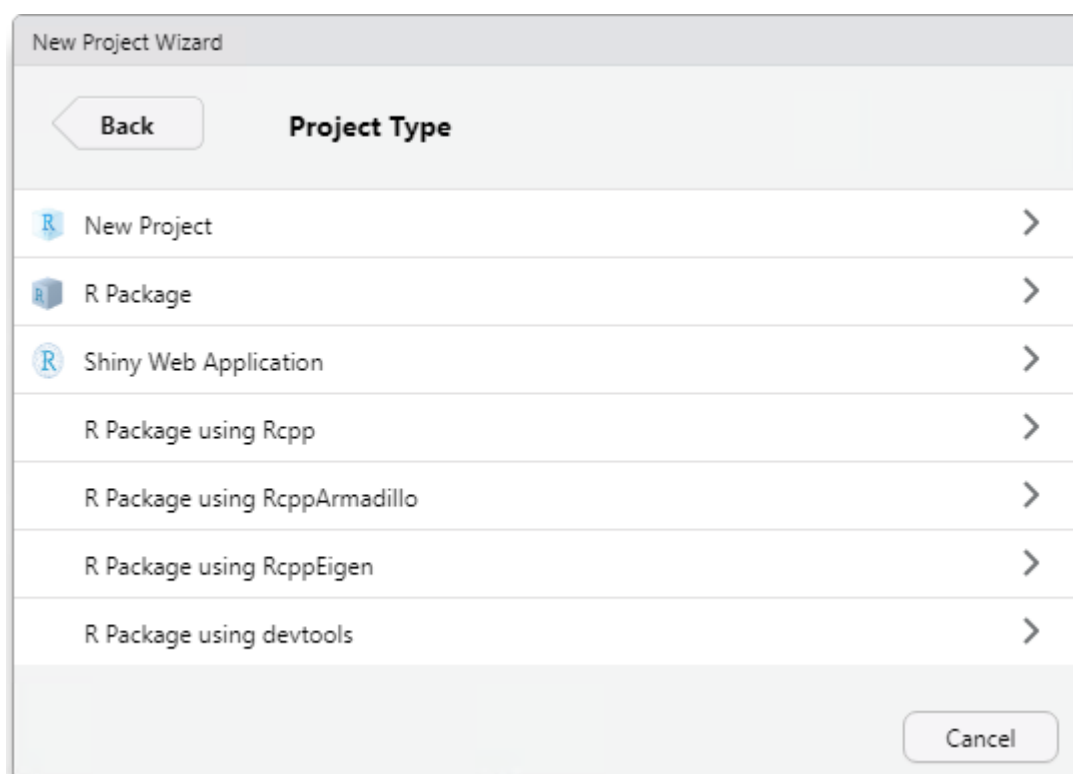 New Project Wizard
Back
Project Type
R New Project
R R Package
R Shiny Web Application
R Package using Rcpp
R Package using RcppArmadillo
R Package using RcppEigen
R Package using devtools
Cancel